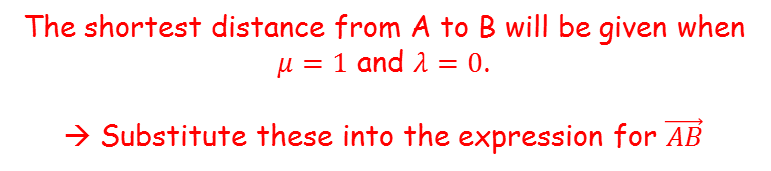 The shortest distance from A to B will be given when
μ = 1 and λ = 0.
→ Substitute these into the expression for $\overrightarrow{AB}$